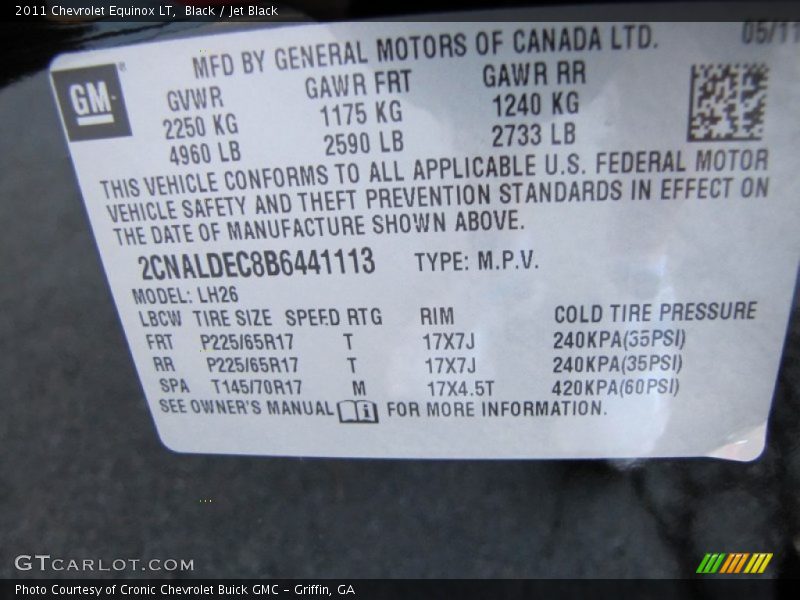 2011 Chevrolet Equinox LT,  Black / Jet Black
05/11
MFD BY GENERAL MOTORS OF CANADA LTD.
GM
GVWR GAWR FRT GAWR RR
2250 KG 1175 KG 1240 KG
4960 LB 2590 LB 2733 LB
THIS VEHICLE CONFORMS TO ALL APPLICABLE U.S. FEDERAL MOTOR
VEHICLE SAFETY AND THEFT PREVENTION STANDARDS IN EFFECT ON
THE DATE OF MANUFACTURE SHOWN ABOVE.
2CNALDEC8B6441113 TYPE: M.P.V.
MODEL: LH26
LBCW TIRE SIZE SPEED RTG RIM COLD TIRE PRESSURE
FRT P225/65R17 T 17X7J 240KPA(35PSI)
RR P225/65R17 T 17X7J 240KPA(35PSI)
SPA T145/70R17 M 17X4.5T 420KPA(60PSI)
SEE OWNER'S MANUAL i FOR MORE INFORMATION.
GTCARLOT.COM
Photo Courtesy of Cronic Chevrolet Buick GMC – Griffin, GA